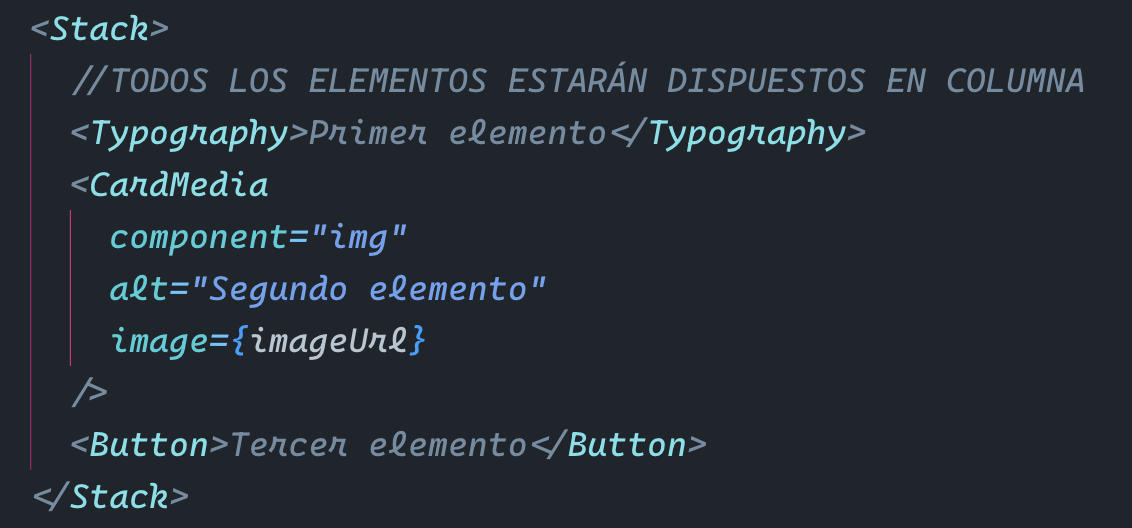 <Stack>
//TODOS LOS ELEMENTOS ESTARÁN DISPUESTOS EN COLUMNA
<Typography>Primer elemento</Typography>
<CardMedia
component="img"
alt="Segundo elemento"
image={imageUrl}
/>
<Button>Tercer elemento</Button>
</Stack>